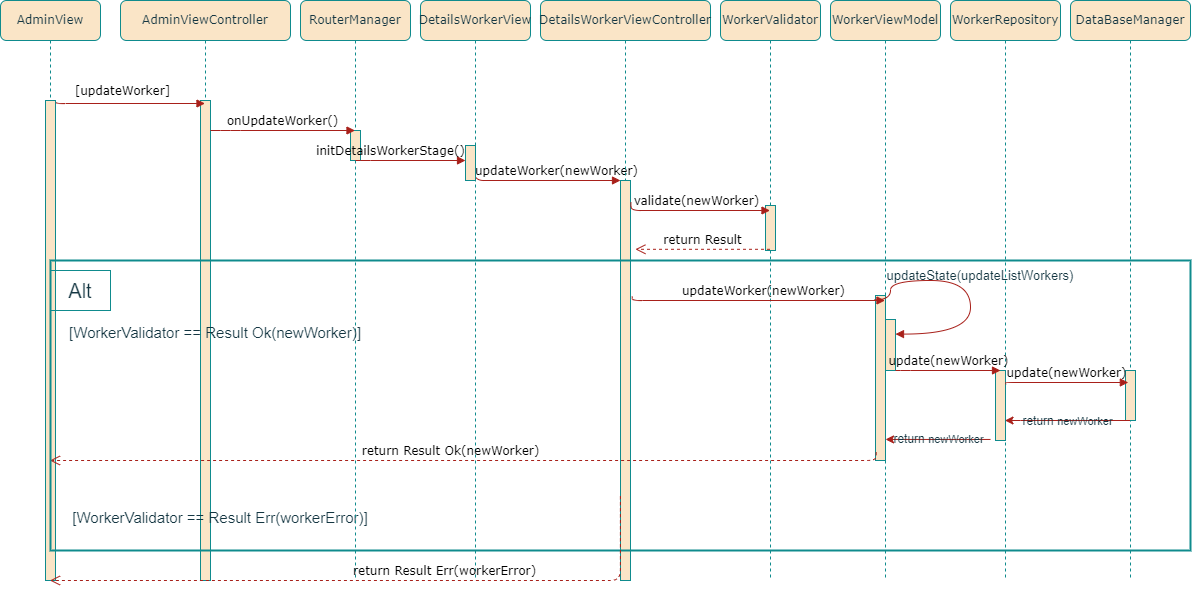 AdminView
AdminViewController
RouterManager
DetailsWorkerView
DetailsWorkerViewController
WorkerValidator
WorkerViewModel
WorkerRepository
DataBaseManager
[updateWorker]
onUpdateWorker()
initDetailsWorkerStage()
updateWorker(newWorker)
validate(newWorker)
return Result
Alt
updateState(updateListWorkers)
updateWorker(newWorker)
[WorkerValidator == Result Ok(newWorker)]
update(newWorker)
update(newWorker)
return newWorker
return newWorker
return Result Ok(newWorker)
[WorkerValidator == Result Err(workerError)]
return Result Err(workerError)